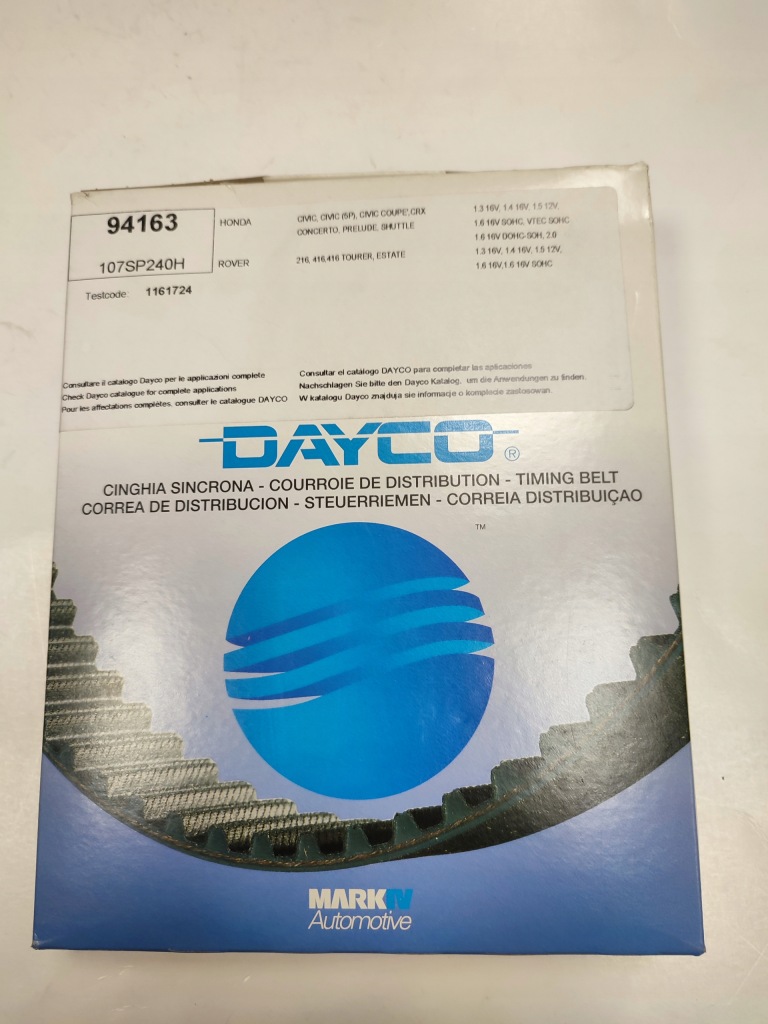 94163
107SP240H
Testcode: 1161724
HONDA
CIVIC, CIVIC (5P), CIVIC COUPE',CRX
CONCERTO, PRELUDE, SHUTTLE
1.3 16V, 1.4 16V, 1.5 12V,
1.6 16V SOHC, VTEC SOHC
1.6 16V DOHC-SOH, 2.0
ROVER
216, 416,416 TOURER, ESTATE
1.3 16V, 1.4 16V, 1.5 12V,
1.6 16V,1.6 16V SOHC
Consultare il catalogo Dayco per le applicazioni complete
Check Dayco catalogue for complete applications
Pour les affectations complètes, consulter le catalogue DAYCO
Consultar el catálogo DAYCO para completar las aplicaciones
Nachschlagen Sie bitte den Dayco Katalog, um die Anwendungen zu finden.
W katalogu Dayco znajduja sie informacje o komplecie zastosowan.
DAYCO ®
CINGHIA SINCRONA - COURROIE DE DISTRIBUTION - TIMING BELT
CORREA DE DISTRIBUCION - STEUERRIEMEN - CORREIA DISTRIBUIÇAO
TM
MARK IV
Automotive